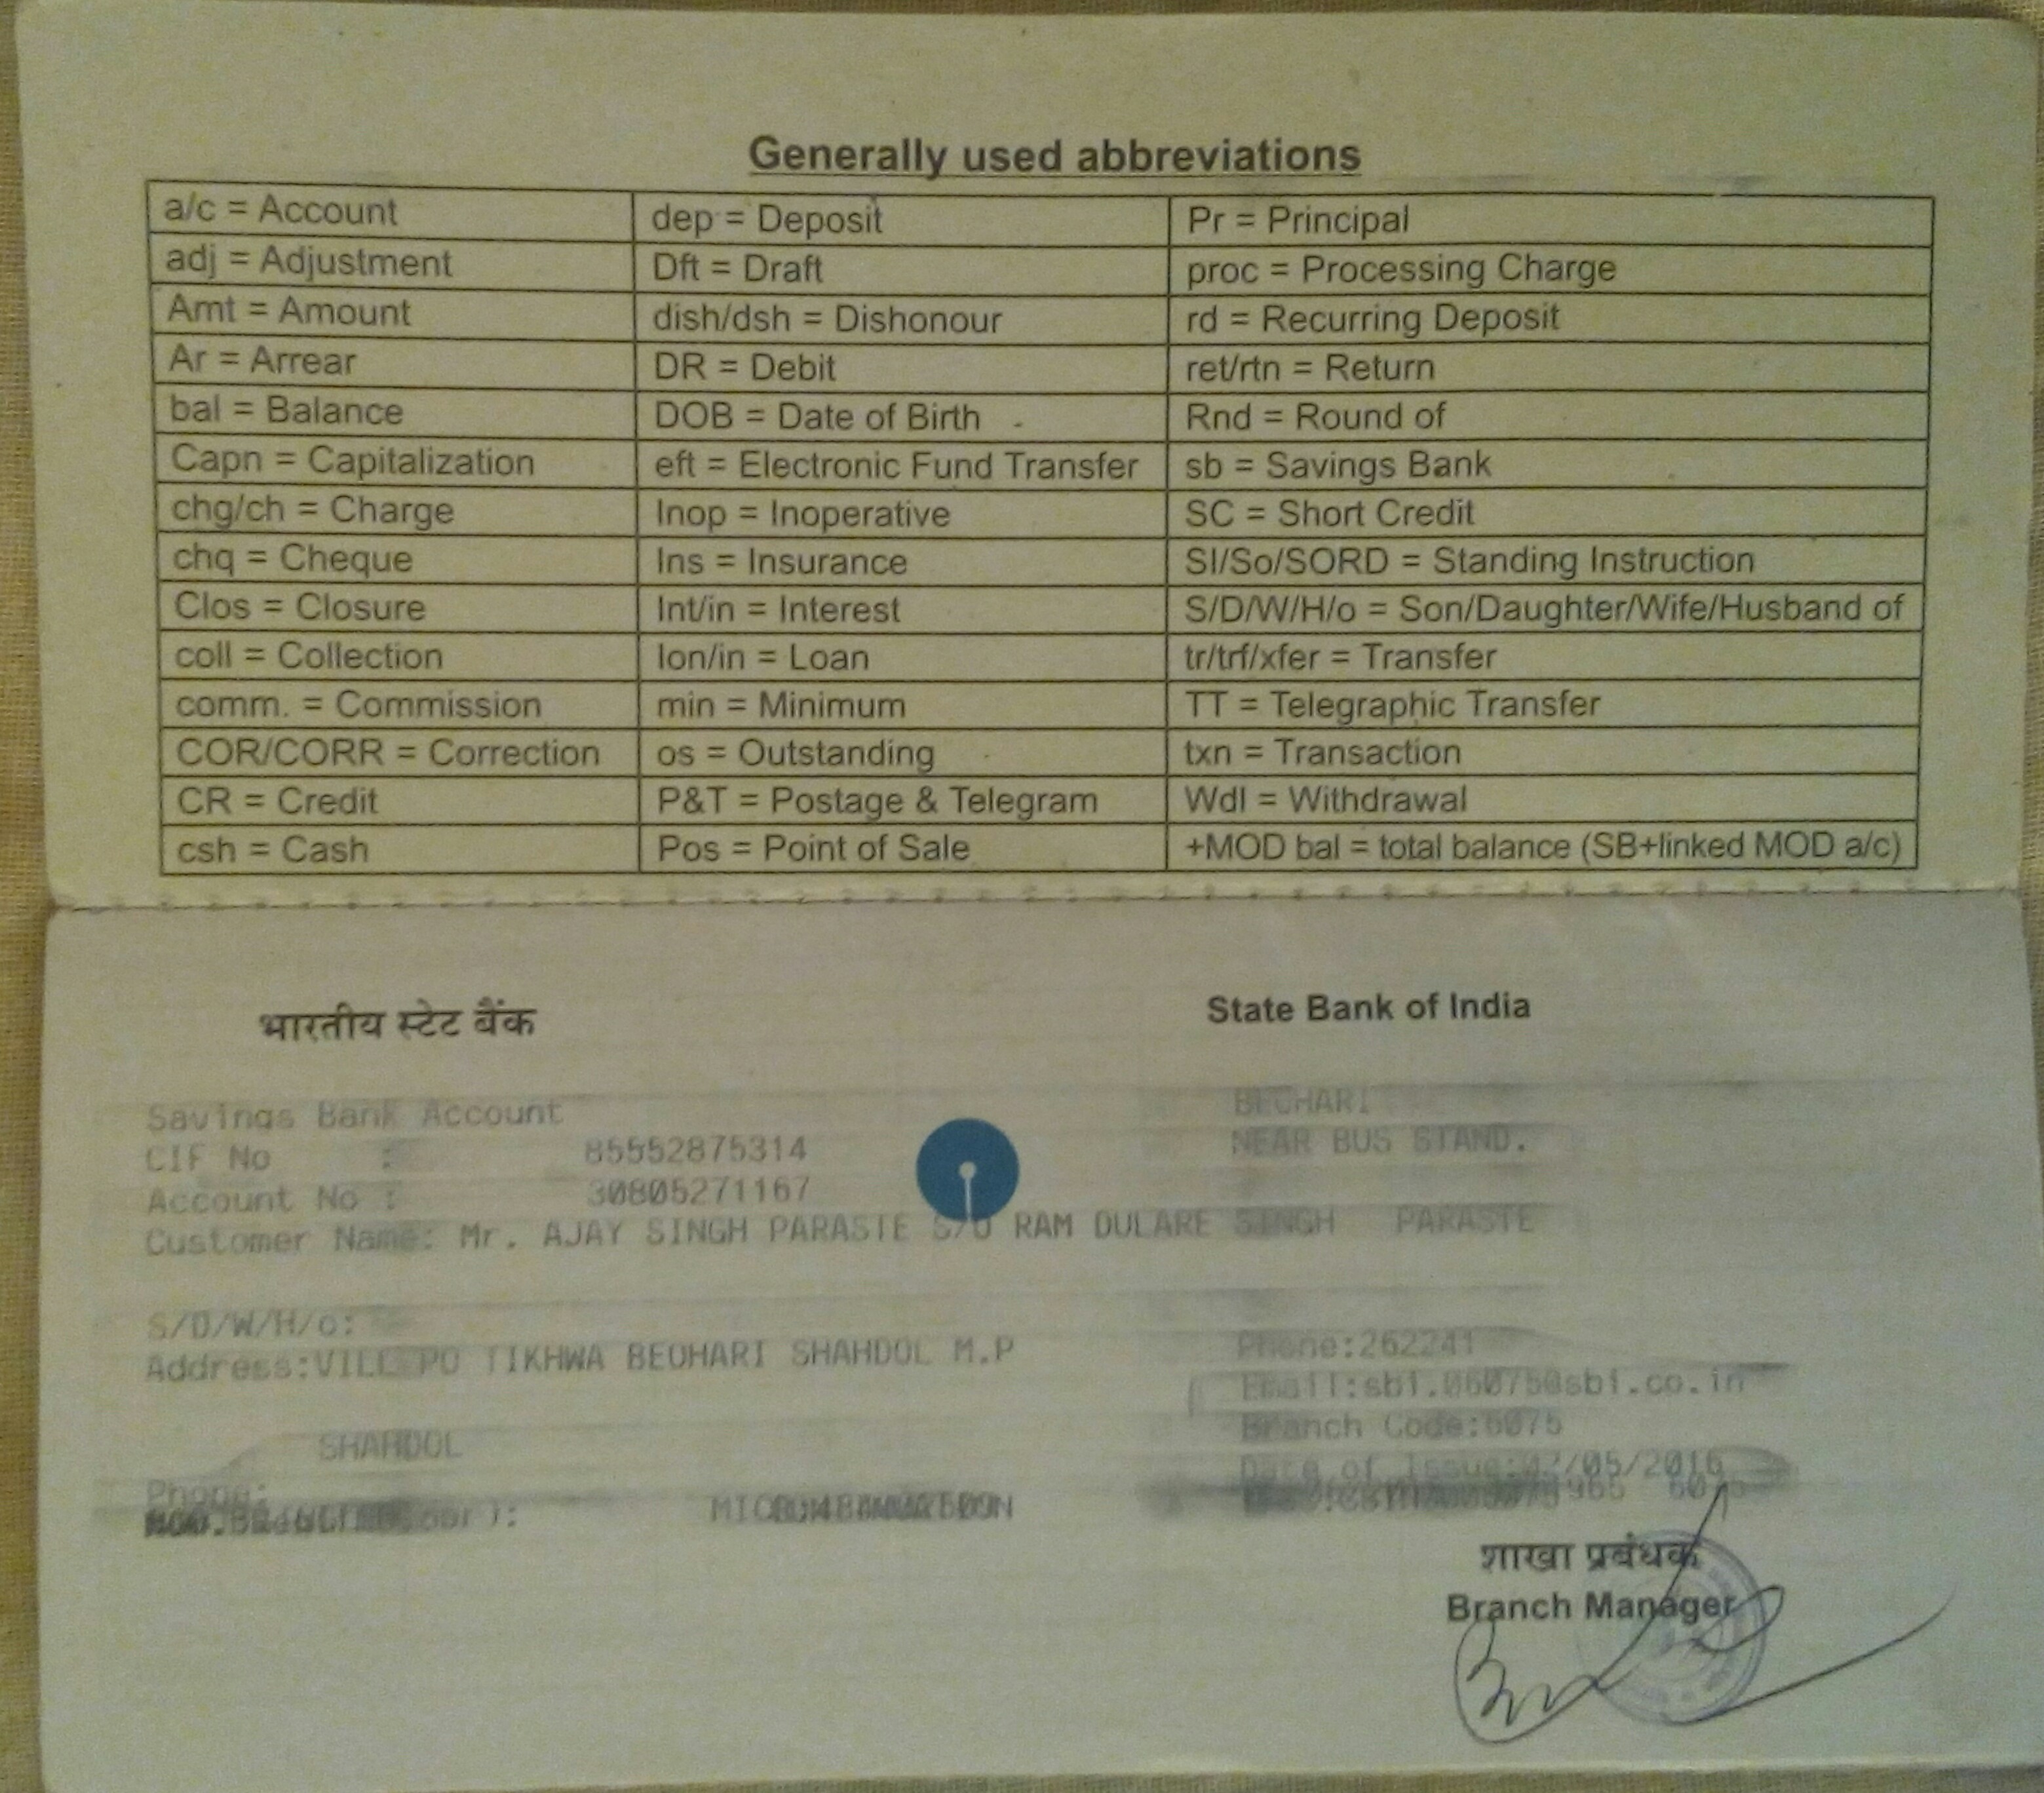 Generally used abbreviations
a/c = Account dep = Deposit Pr = Principal
adj = Adjustment Dft = Draft proc = Processing Charge
Amt = Amount dish/dsh = Dishonour rd = Recurring Deposit
Ar = Arrear DR = Debit ret/rtn = Return
bal = Balance DOB = Date of Birth Rnd = Round of
Capn = Capitalization eft = Electronic Fund Transfer sb = Savings Bank
chg/ch = Charge Inop = Inoperative SC = Short Credit
chq = Cheque Ins = Insurance SI/So/SORD = Standing Instruction
Clos = Closure Int/in = Interest S/D/W/H/o = Son/Daughter/Wife/Husband of
coll = Collection lon/in = Loan tr/trf/xfer = Transfer
comm. = Commission min = Minimum TT = Telegraphic Transfer
COR/CORR = Correction os = Outstanding txn = Transaction
CR = Credit P&T = Postage & Telegram Wdl = Withdrawal
csh = Cash Pos = Point of Sale +MOD bal = total balance (SB+linked MOD a/c)
भारतीय स्टेट बैंक State Bank of India
Savings Bank Account BEOHARI
CIF No : 85552875314 NEAR BUS STAND.
Account No : 30805271167
Customer Name: Mr. AJAY SINGH PARASTE S/O RAM DULARE SINGH PARASTE
S/D/W/H/o:
Address:VILL PO TIKHWA BEOHARI SHAHDOL M.P
Phone:262241
Email:sbi.06075@sbi.co.in
Branch Code:6075
SHAHDOL
Date of Issue:02/05/2016
Phone:
शाखा प्रबंधक
Branch Manager